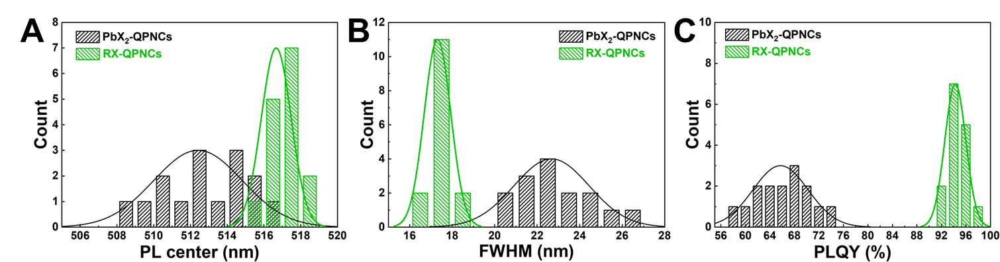 A
8
7
6
5
4
3
2
1
0
Count
PbX₂-QPNCs
RX-QPNCs
506 508 510 512 514 516 518 520
PL center (nm)
B
12
10
8
6
4
2
0
Count
PbX₂-QPNCs
RX-QPNCs
16 18 20 22 24 26 28
FWHM (nm)
C
10
8
6
4
2
0
Count
PbX₂-QPNCs
RX-QPNCs
56 60 64 68 72 76 80 84 88 92 96 100
PLQY (%)